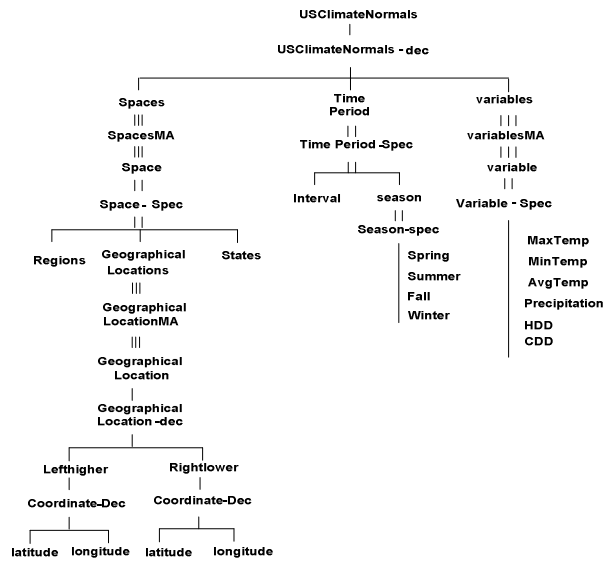 USClimateNormals
USClimateNormals - dec
Spaces
Time
Period
variables
SpacesMA
Time Period -Spec
variablesMA
Space
variable
Space - Spec
Interval
season
Variable - Spec
Season-spec
Regions
Geographical
Locations
States
Spring
Summer
Fall
Winter
MaxTemp
MinTemp
AvgTemp
Precipitation
HDD
CDD
Geographical
LocationMA
Geographical
Location
Geographical
Location -dec
Lefthigher
Rightlower
Coordinate-Dec
Coordinate-Dec
latitude
longitude
latitude
longitude